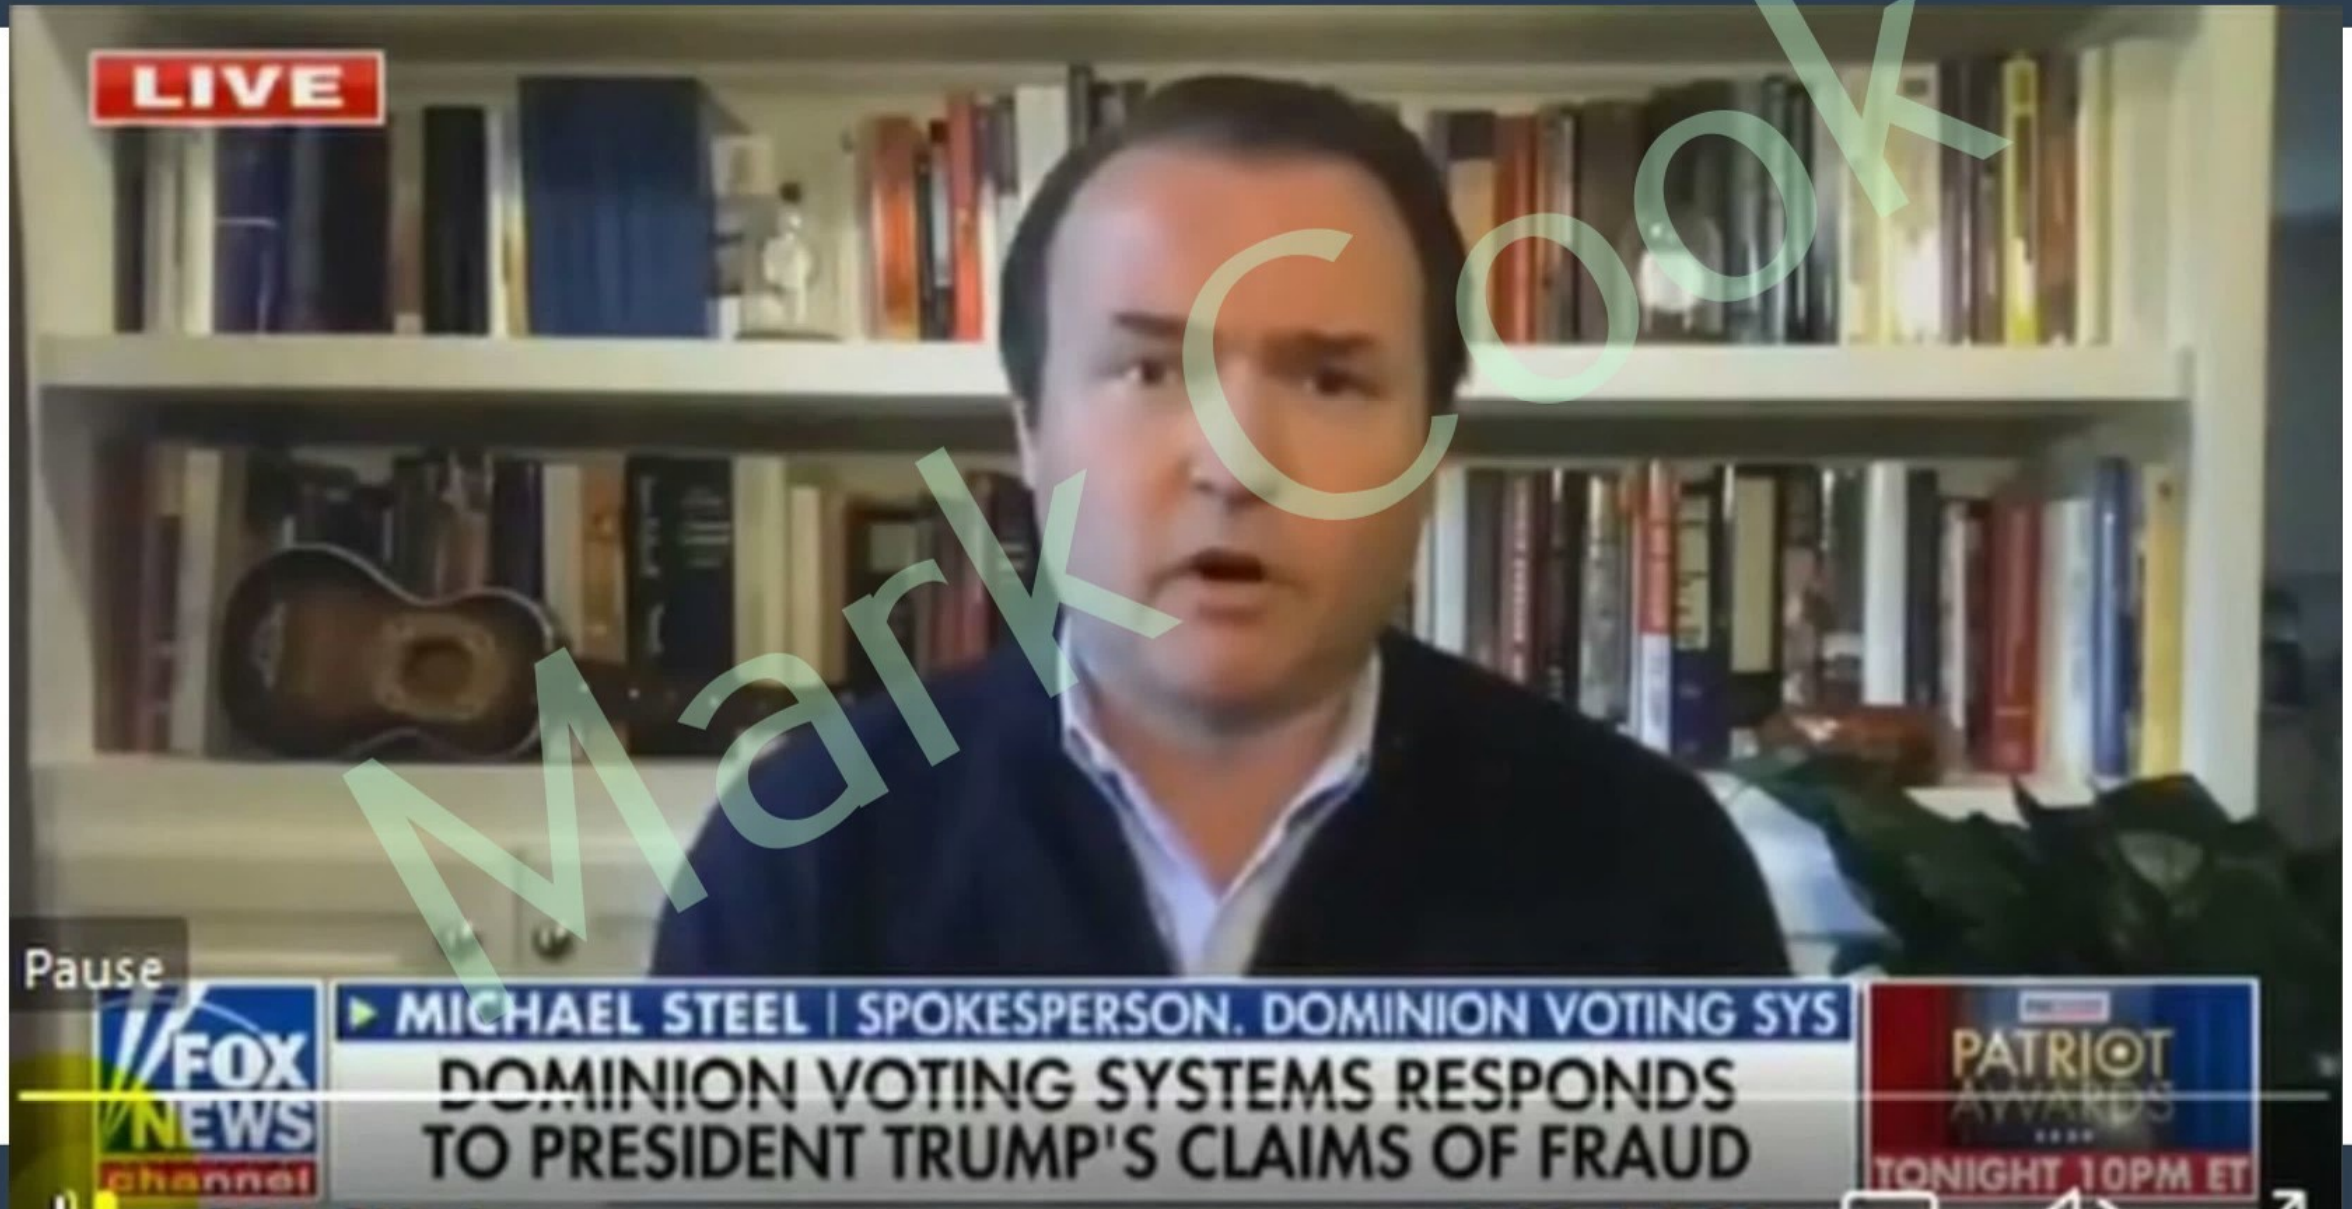 LIVE
Mark Cook
Pause
FOX
NEWS
channel
MICHAEL STEEL | SPOKESPERSON. DOMINION VOTING SYS
DOMINION VOTING SYSTEMS RESPONDS
TO PRESIDENT TRUMP'S CLAIMS OF FRAUD
PATRIOT
AWARDS
TONIGHT 10PM ET